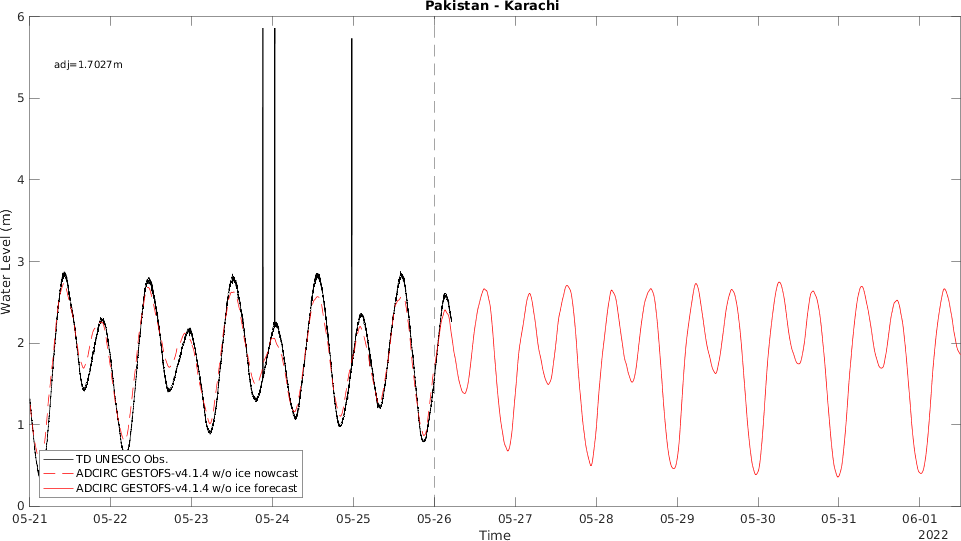 Pakistan - Karachi
6
adj=1.7027m
5
4
3
Water Level (m)
2
1
TD UNESCO Obs.
ADCIRC GESTOFS-v4.1.4 w/o ice nowcast
ADCIRC GESTOFS-v4.1.4 w/o ice forecast
0
05-21 05-22 05-23 05-24 05-25 05-26 05-27 05-28 05-29 05-30 05-31 06-01
Time
2022